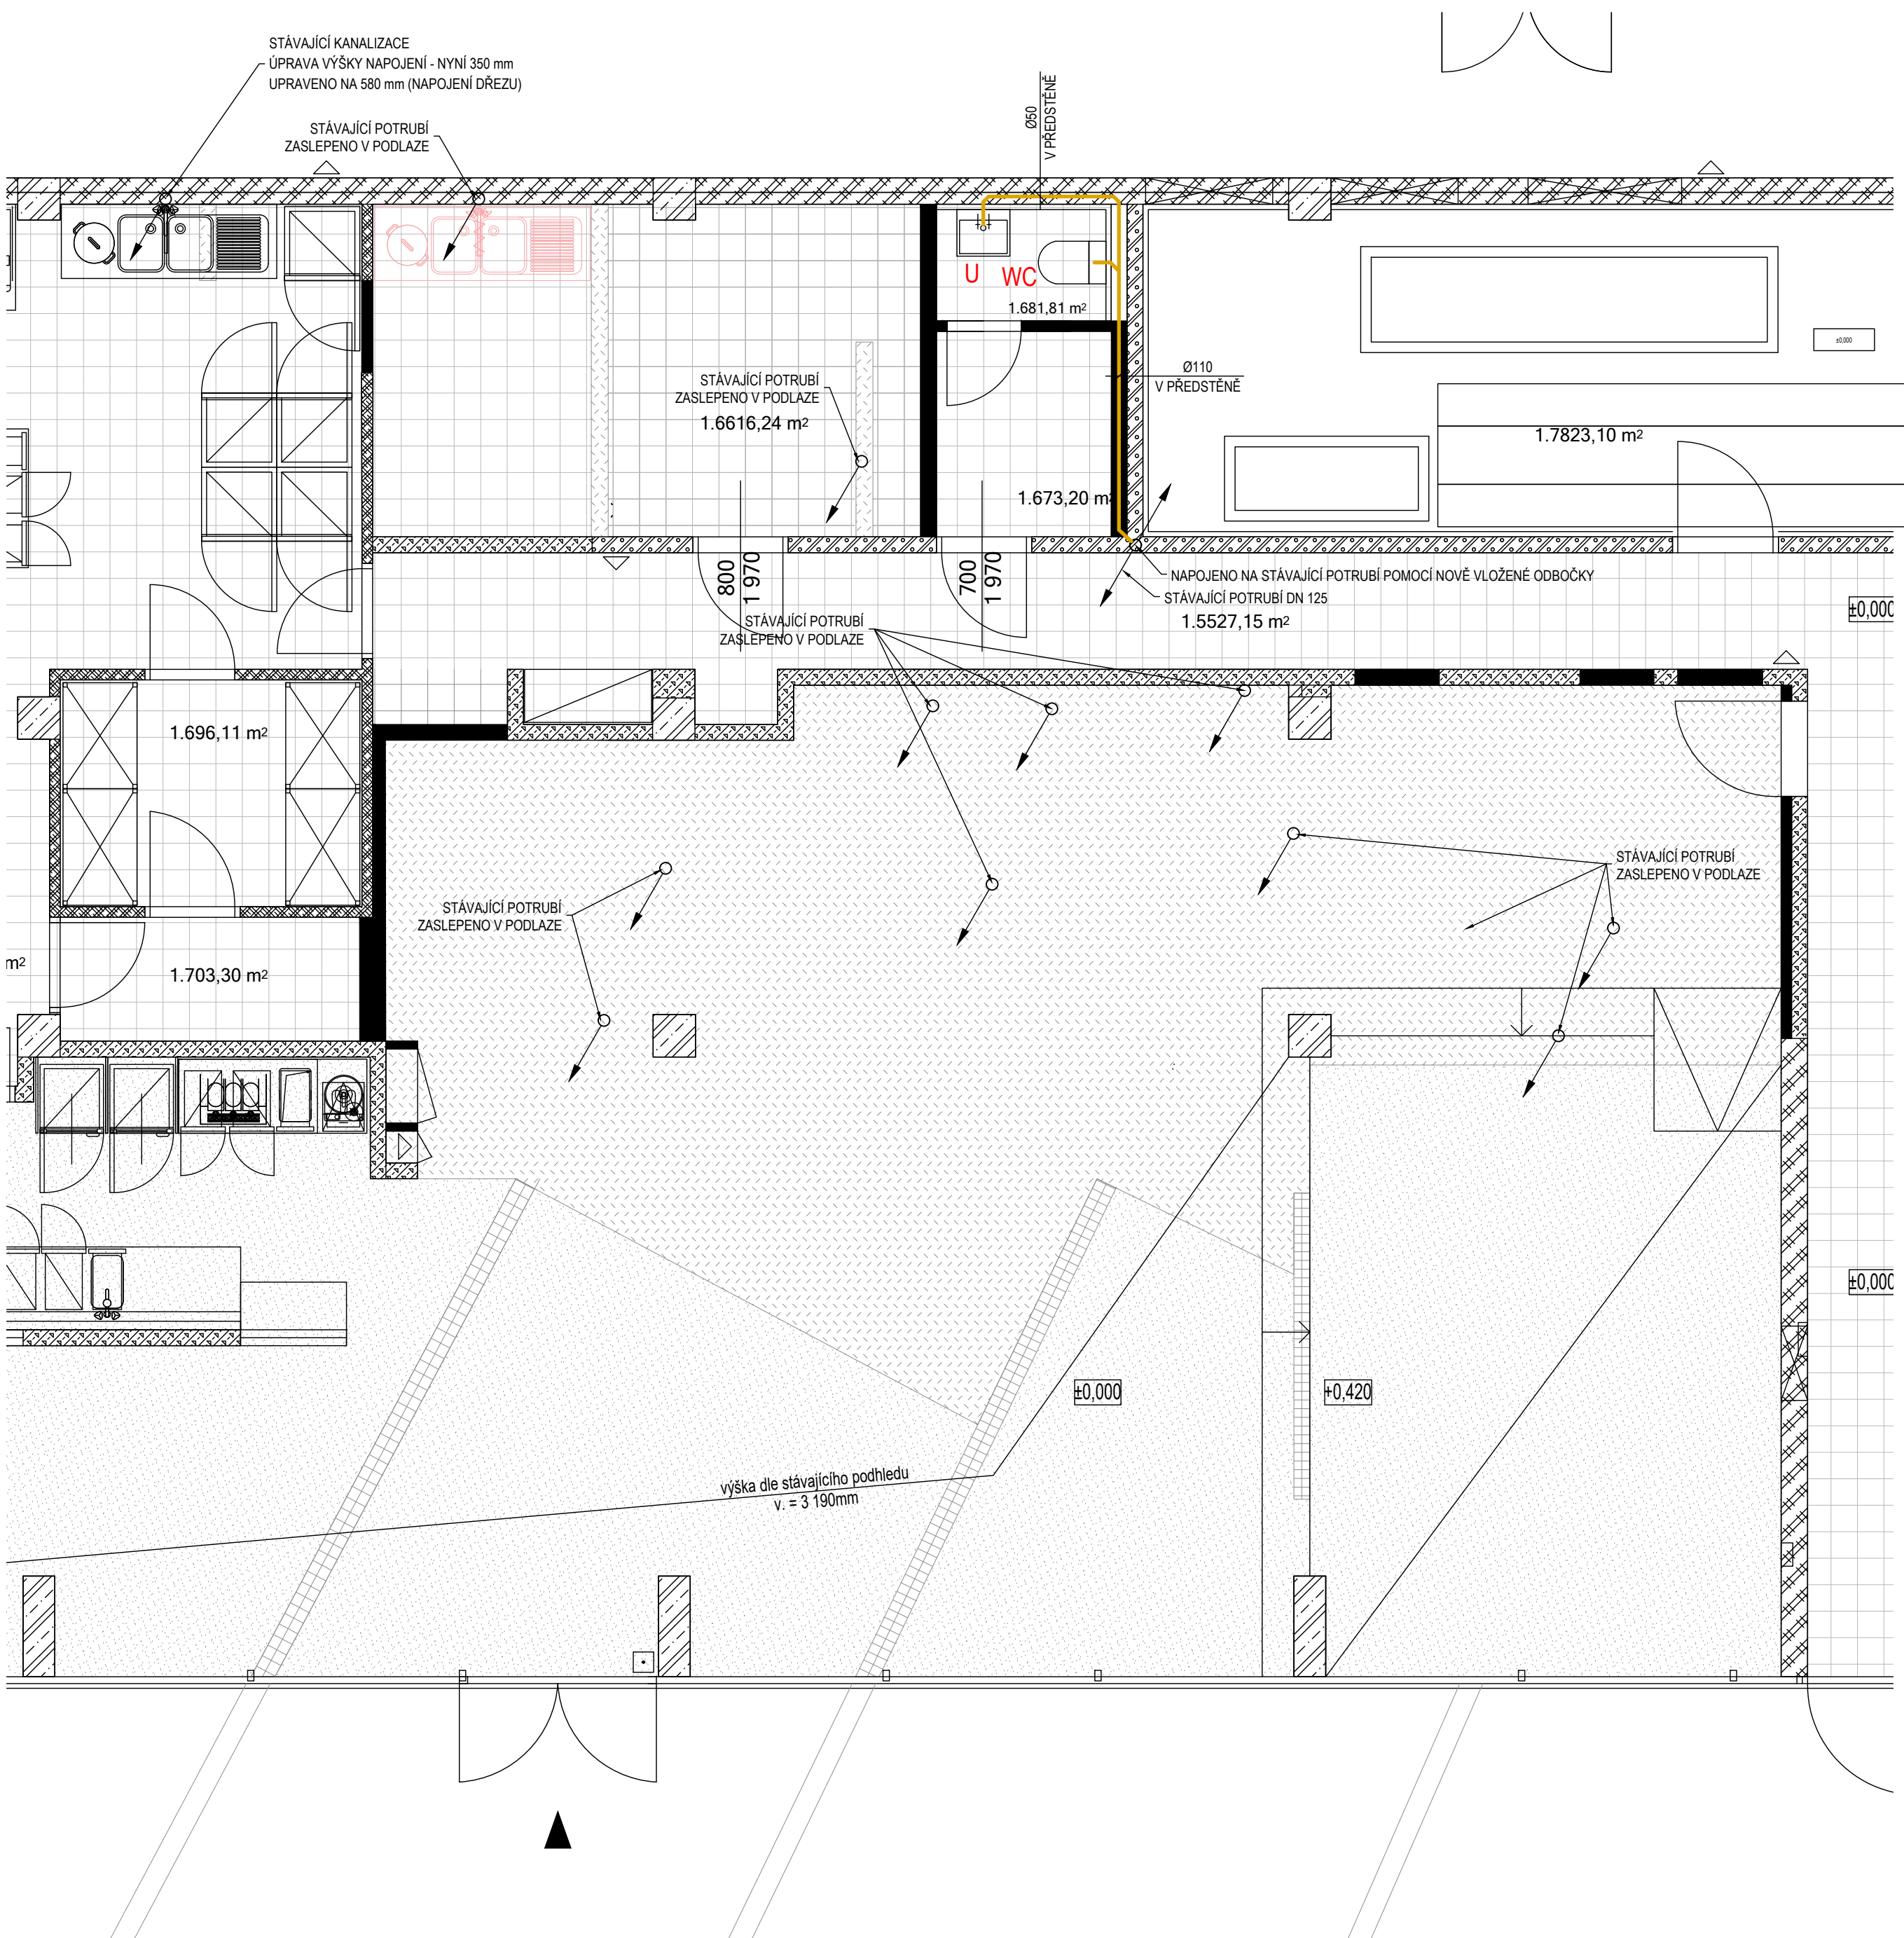 STÁVAJÍCÍ KANALIZACE
ÚPRAVA VÝŠKY NAPOJENÍ - NYNÍ 350 mm
UPRAVENO NA 580 mm (NAPOJENÍ DŘEZU)
STÁVAJÍCÍ POTRUBÍ
ZASLEPENO V PODLAZE
Ø50
V PŘEDSTĚNĚ
U
WC
1.681,81 m²
±0,000
Ø110
V PŘEDSTĚNĚ
STÁVAJÍCÍ POTRUBÍ
ZASLEPENO V PODLAZE
1.6616,24 m²
1.7823,10 m²
1.673,20 m²
800
1 970
700
1 970
NAPOJENO NA STÁVAJÍCÍ POTRUBÍ POMOCÍ NOVĚ VLOŽENÉ ODBOČKY
STÁVAJÍCÍ POTRUBÍ DN 125
1.5527,15 m²
±0,000
STÁVAJÍCÍ POTRUBÍ
ZASLEPENO V PODLAZE
1.696,11 m²
STÁVAJÍCÍ POTRUBÍ
ZASLEPENO V PODLAZE
STÁVAJÍCÍ POTRUBÍ
ZASLEPENO V PODLAZE
m²
1.703,30 m²
±0,000
±0,000
+0,420
výška dle stávajícího podhledu
v. = 3 190mm